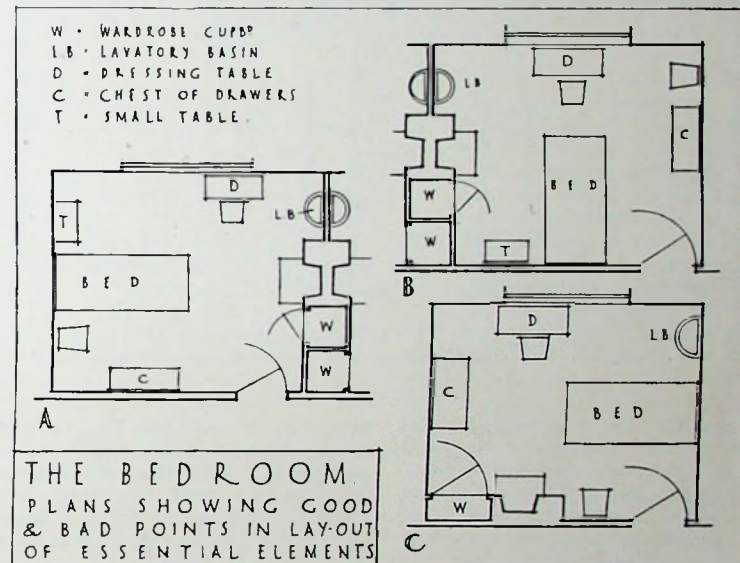 W · WARDROBE CUPBD
LB · LAVATORY BASIN
D · DRESSING TABLE
C · CHEST OF DRAWERS
T · SMALL TABLE
D
LB
T
BED
W
W
C
A
D
LB
C
BED
W
W
T
B
D
LB
C
BED
W
C
THE BEDROOM
PLANS SHOWING GOOD
& BAD POINTS IN LAY-OUT
OF ESSENTIAL ELEMENTS